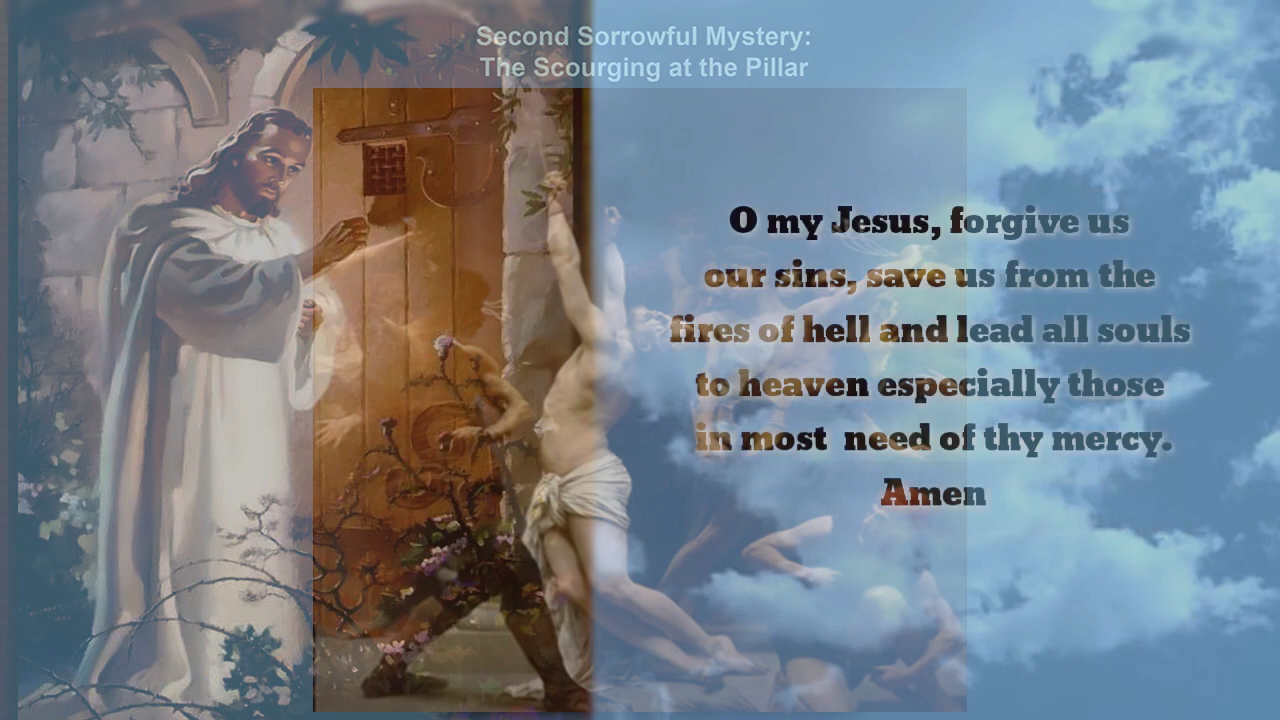 Second Sorrowful Mystery:
The Scourging at the Pillar
O my Jesus, forgive us
our sins, save us from the
fires of hell and lead all souls
to heaven especially those
in most need of thy mercy.
Amen